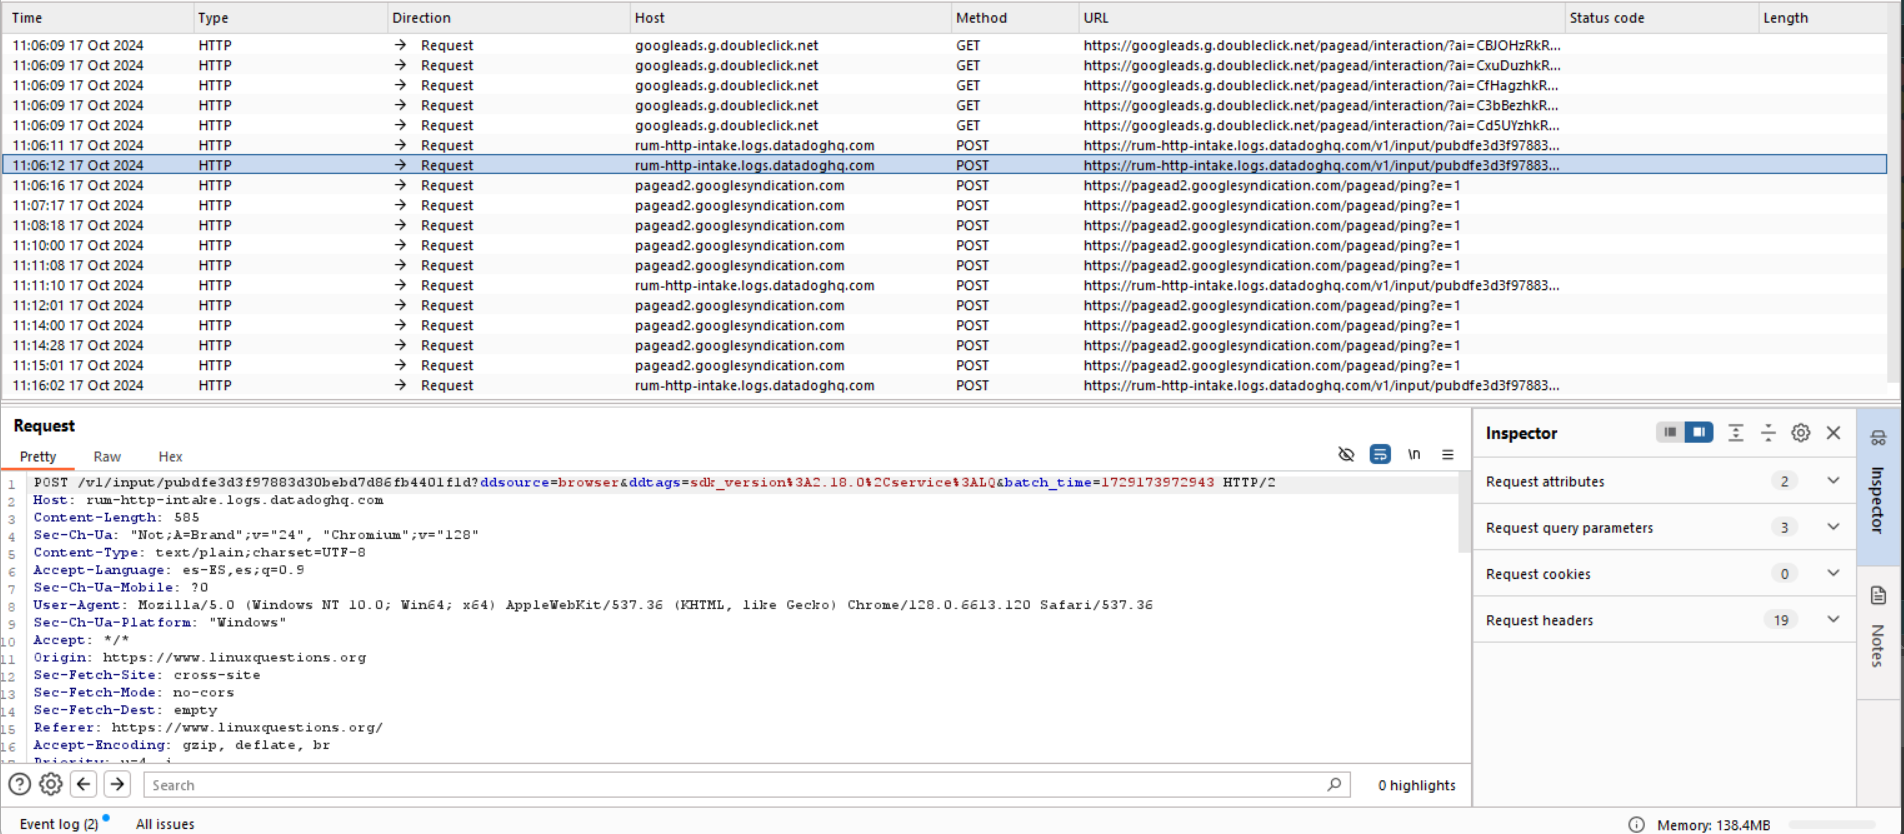 Time Type Direction Host Method URL Status code Length
11:06:09 17 Oct 2024 HTTP → Request googleads.g.doubleclick.net GET https://googleads.g.doubleclick.net/pagead/interaction/?ai=CBJOHzRkR...
11:06:09 17 Oct 2024 HTTP → Request googleads.g.doubleclick.net GET https://googleads.g.doubleclick.net/pagead/interaction/?ai=CxuDuzhkR...
11:06:09 17 Oct 2024 HTTP → Request googleads.g.doubleclick.net GET https://googleads.g.doubleclick.net/pagead/interaction/?ai=CfHagzhkR...
11:06:09 17 Oct 2024 HTTP → Request googleads.g.doubleclick.net GET https://googleads.g.doubleclick.net/pagead/interaction/?ai=C3bBezhkR...
11:06:09 17 Oct 2024 HTTP → Request googleads.g.doubleclick.net GET https://googleads.g.doubleclick.net/pagead/interaction/?ai=Cd5UYzhkR...
11:06:11 17 Oct 2024 HTTP → Request rum-http-intake.logs.datadoghq.com POST https://rum-http-intake.logs.datadoghq.com/v1/input/pubdfe3d3f97883...
11:06:12 17 Oct 2024 HTTP → Request rum-http-intake.logs.datadoghq.com POST https://rum-http-intake.logs.datadoghq.com/v1/input/pubdfe3d3f97883...
11:06:16 17 Oct 2024 HTTP → Request pagead2.googlesyndication.com POST https://pagead2.googlesyndication.com/pagead/ping?e=1
11:07:17 17 Oct 2024 HTTP → Request pagead2.googlesyndication.com POST https://pagead2.googlesyndication.com/pagead/ping?e=1
11:08:18 17 Oct 2024 HTTP → Request pagead2.googlesyndication.com POST https://pagead2.googlesyndication.com/pagead/ping?e=1
11:10:00 17 Oct 2024 HTTP → Request pagead2.googlesyndication.com POST https://pagead2.googlesyndication.com/pagead/ping?e=1
11:11:08 17 Oct 2024 HTTP → Request pagead2.googlesyndication.com POST https://pagead2.googlesyndication.com/pagead/ping?e=1
11:11:10 17 Oct 2024 HTTP → Request rum-http-intake.logs.datadoghq.com POST https://rum-http-intake.logs.datadoghq.com/v1/input/pubdfe3d3f97883...
11:12:01 17 Oct 2024 HTTP → Request pagead2.googlesyndication.com POST https://pagead2.googlesyndication.com/pagead/ping?e=1
11:14:00 17 Oct 2024 HTTP → Request pagead2.googlesyndication.com POST https://pagead2.googlesyndication.com/pagead/ping?e=1
11:14:28 17 Oct 2024 HTTP → Request pagead2.googlesyndication.com POST https://pagead2.googlesyndication.com/pagead/ping?e=1
11:15:01 17 Oct 2024 HTTP → Request pagead2.googlesyndication.com POST https://pagead2.googlesyndication.com/pagead/ping?e=1
11:16:02 17 Oct 2024 HTTP → Request rum-http-intake.logs.datadoghq.com POST https://rum-http-intake.logs.datadoghq.com/v1/input/pubdfe3d3f97883...
Request
Pretty Raw Hex \n
1 POST /v1/input/pubdfe3d3f97883d30bebd7d86fb4401f1d?ddsource=browser&ddtags=sdk_version%3A2.18.0%2Cservice%3ALQ&batch_time=1729173972943 HTTP/2
2 Host: rum-http-intake.logs.datadoghq.com
3 Content-Length: 585
4 Sec-Ch-Ua: "Not;A=Brand";v="24", "Chromium";v="128"
5 Content-Type: text/plain;charset=UTF-8
6 Accept-Language: es-ES,es;q=0.9
7 Sec-Ch-Ua-Mobile: ?0
8 User-Agent: Mozilla/5.0 (Windows NT 10.0; Win64; x64) AppleWebKit/537.36 (KHTML, like Gecko) Chrome/128.0.6613.120 Safari/537.36
9 Sec-Ch-Ua-Platform: "Windows"
10 Accept: */*
11 Origin: https://www.linuxquestions.org
12 Sec-Fetch-Site: cross-site
13 Sec-Fetch-Mode: no-cors
14 Sec-Fetch-Dest: empty
15 Referer: https://www.linuxquestions.org/
16 Accept-Encoding: gzip, deflate, br
Search 0 highlights
Inspector
Request attributes 2
Request query parameters 3
Request cookies 0
Request headers 19
Inspector
Notes
Event log (2) All issues Memory: 138.4MB